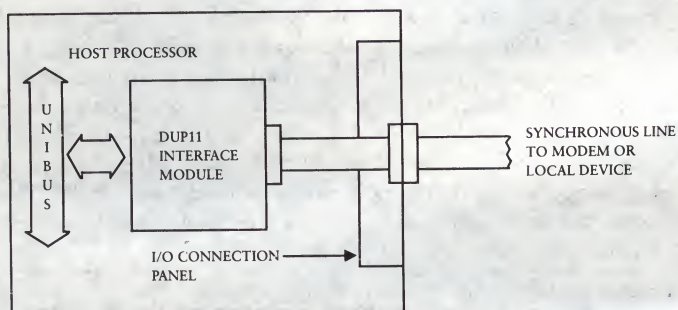 HOST PROCESSOR
U
N
I
B
U
S
DUP11
INTERFACE
MODULE
SYNCHRONOUS LINE
TO MODEM OR
LOCAL DEVICE
I/O CONNECTION
PANEL